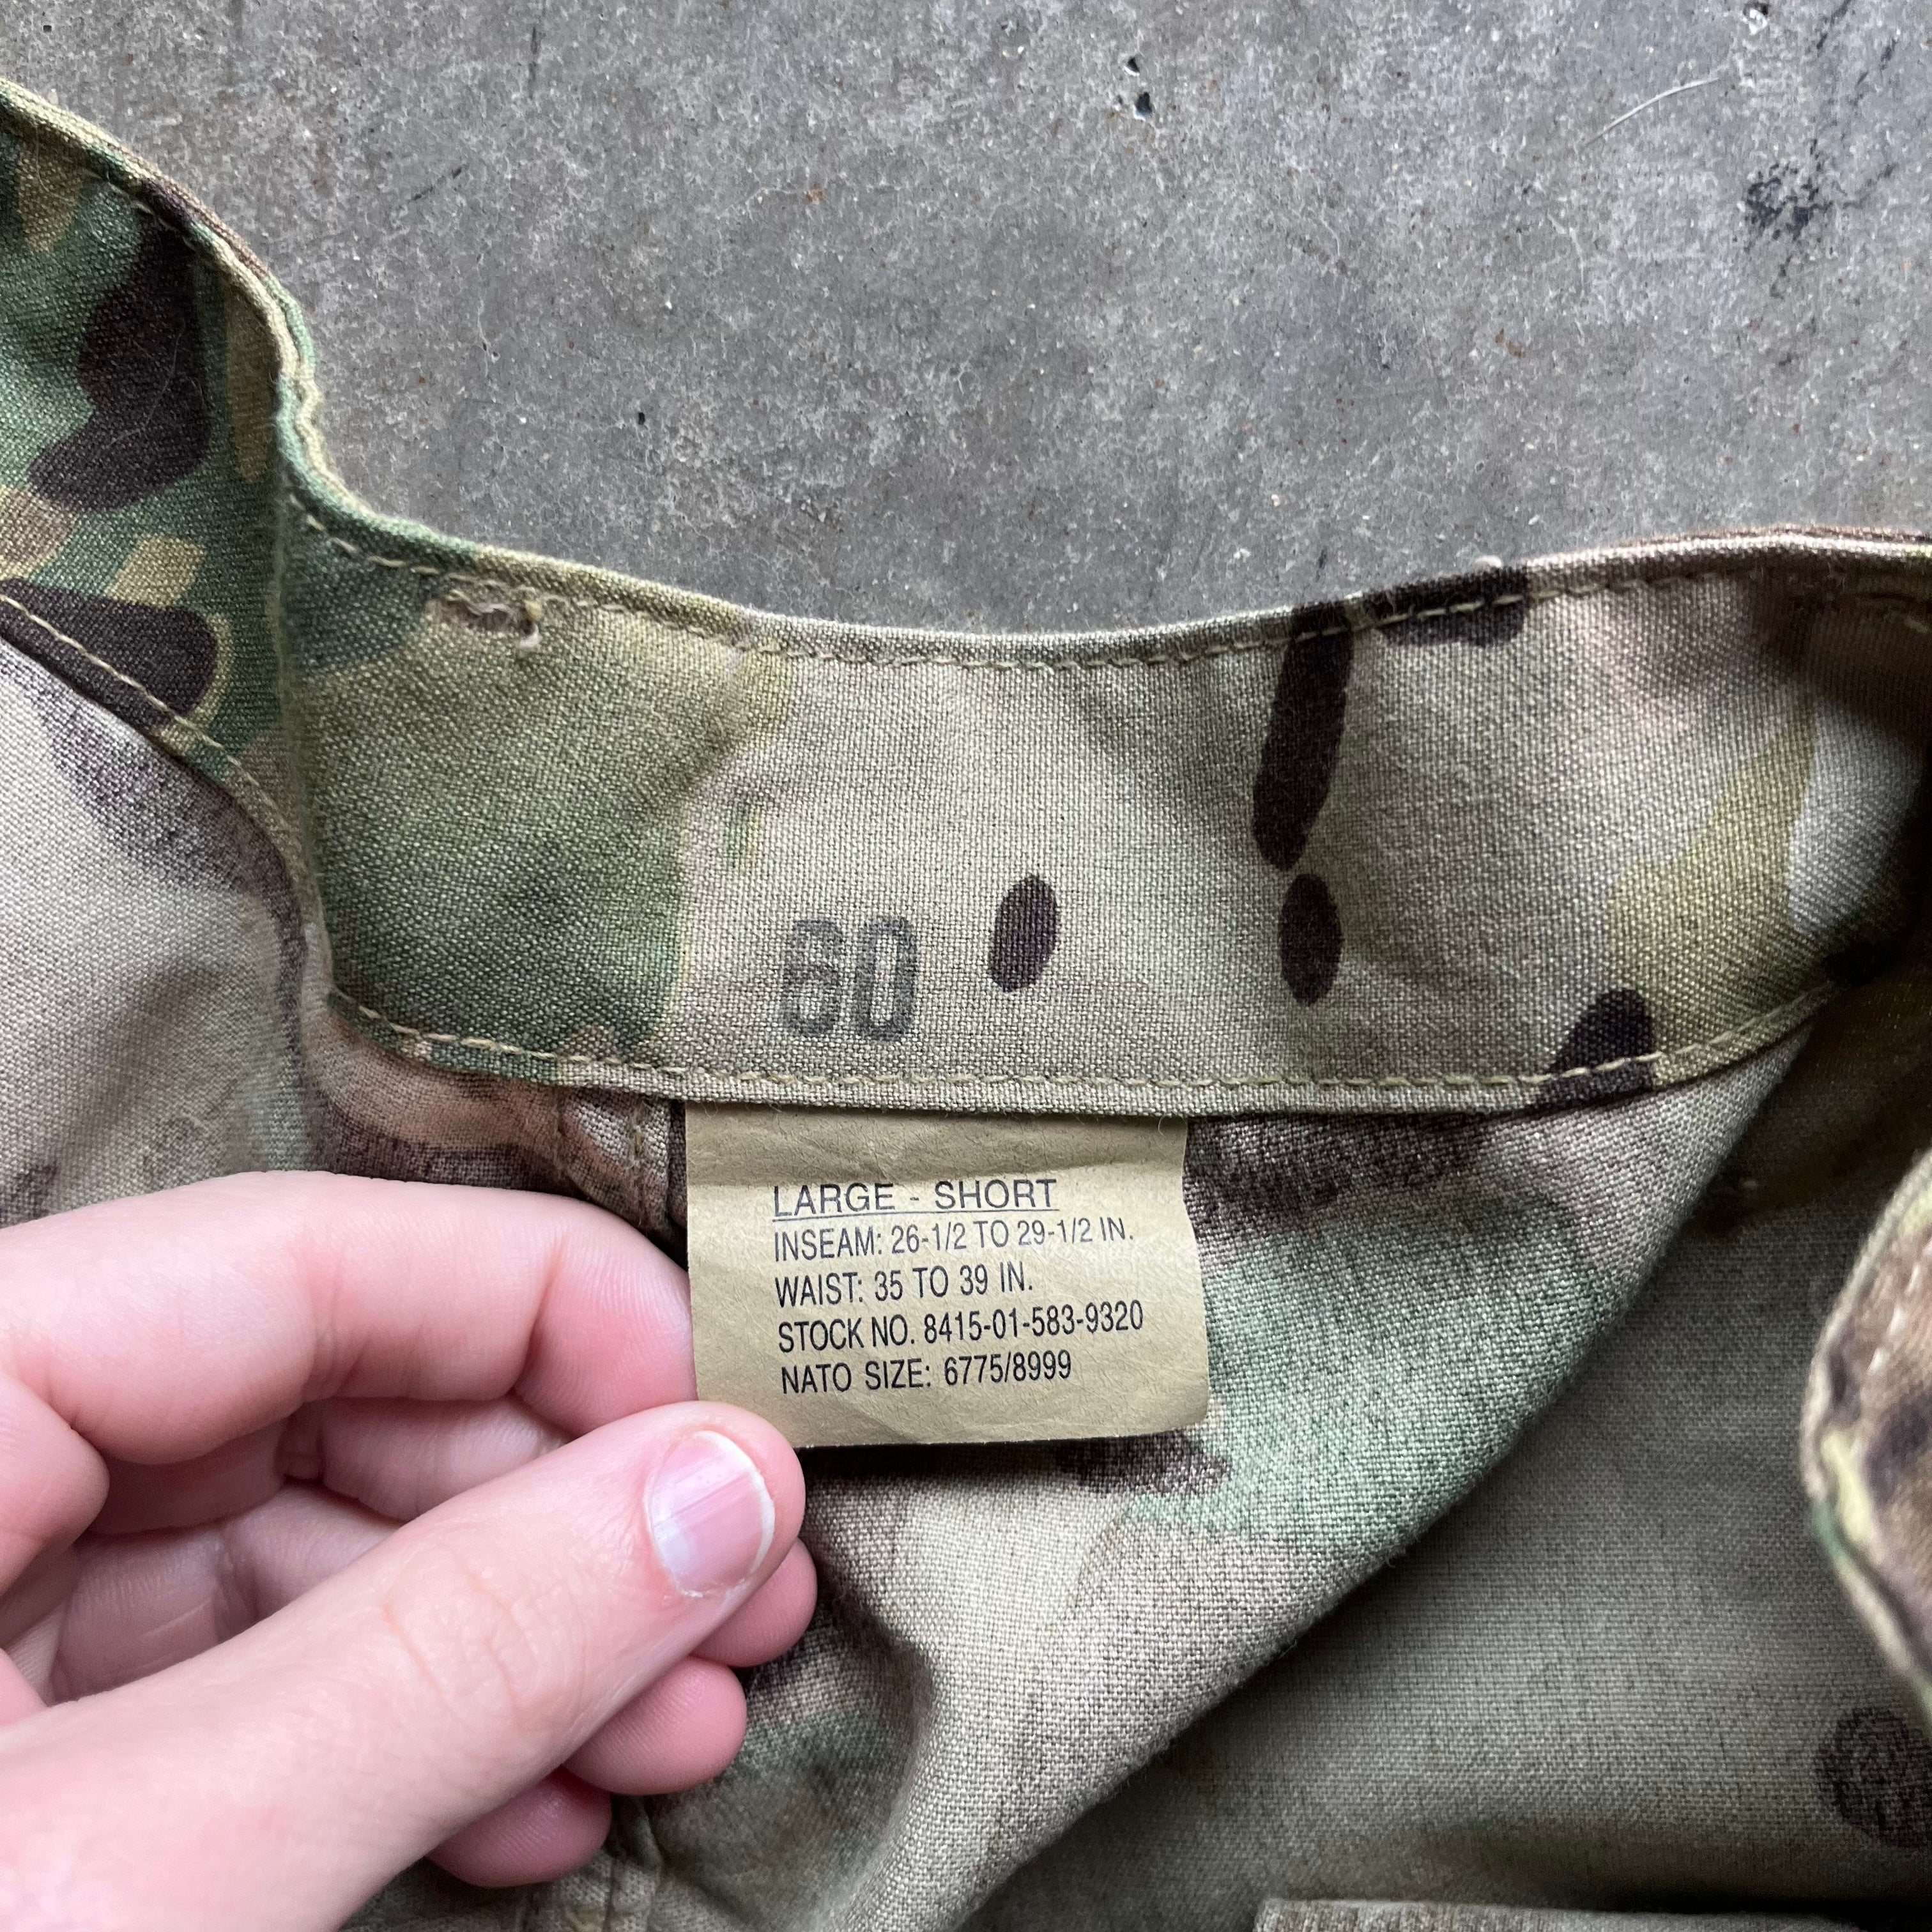 60
LARGE - SHORT
INSEAM: 26-1/2 TO 29-1/2 IN.
WAIST: 35 TO 39 IN.
STOCK NO. 8415-01-583-9320
NATO SIZE: 6775/8999